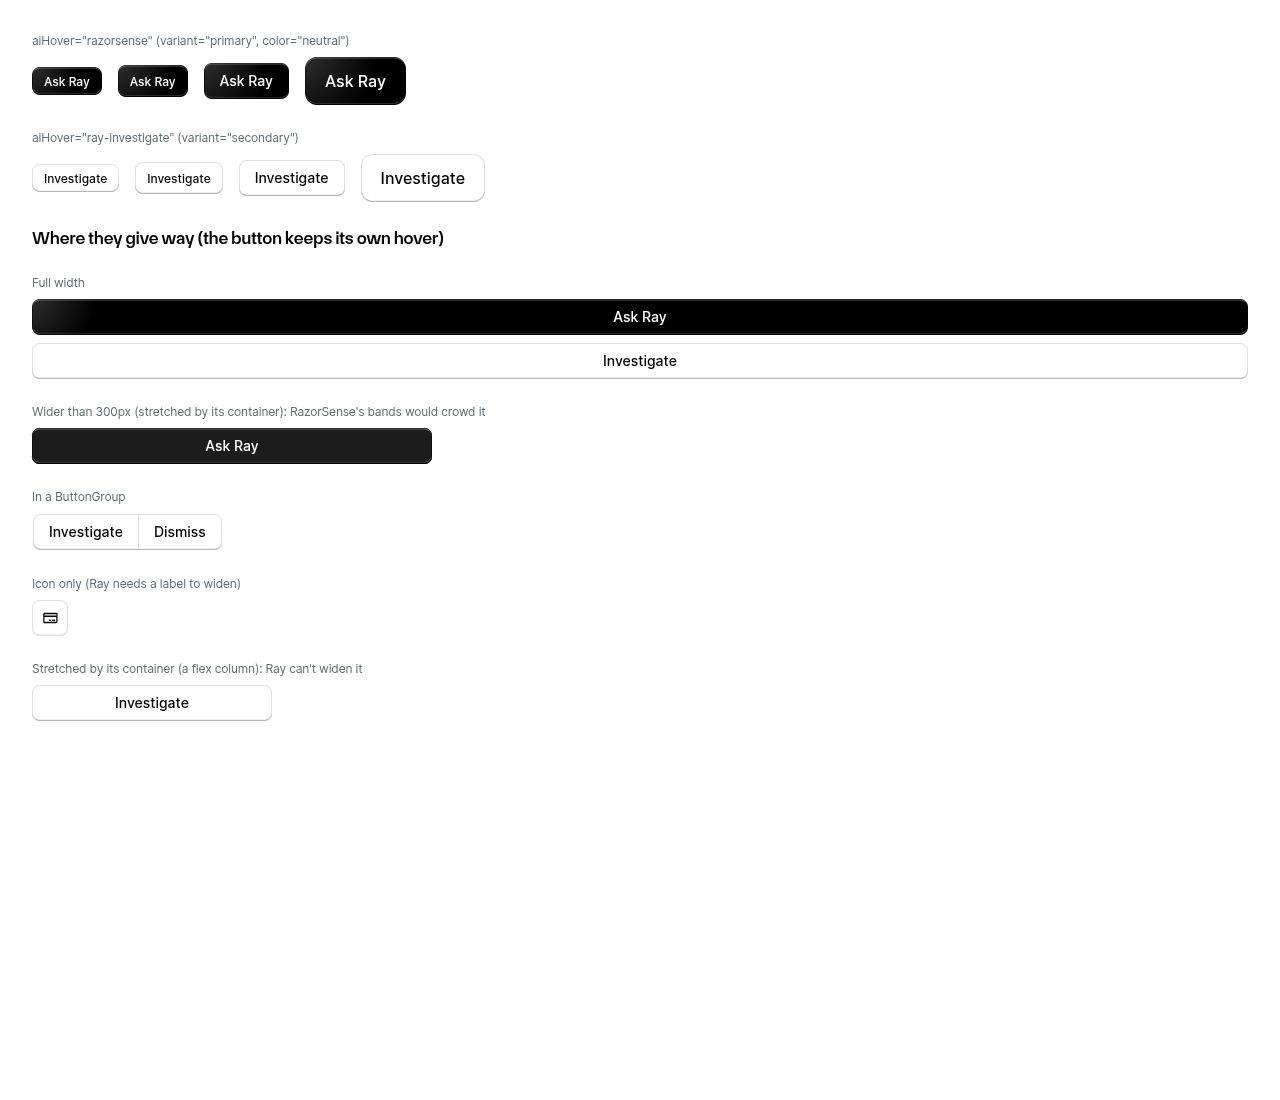 aiHover="razorsense" (variant="primary", color="neutral")
Ask Ray Ask Ray Ask Ray Ask Ray
aiHover="ray-investigate" (variant="secondary")
Investigate Investigate Investigate Investigate
Where they give way (the button keeps its own hover)
Full width
Ask Ray
Investigate
Wider than 300px (stretched by its container): RazorSense's bands would crowd it
Ask Ray
In a ButtonGroup
Investigate Dismiss
Icon only (Ray needs a label to widen)
Stretched by its container (a flex column): Ray can't widen it
Investigate